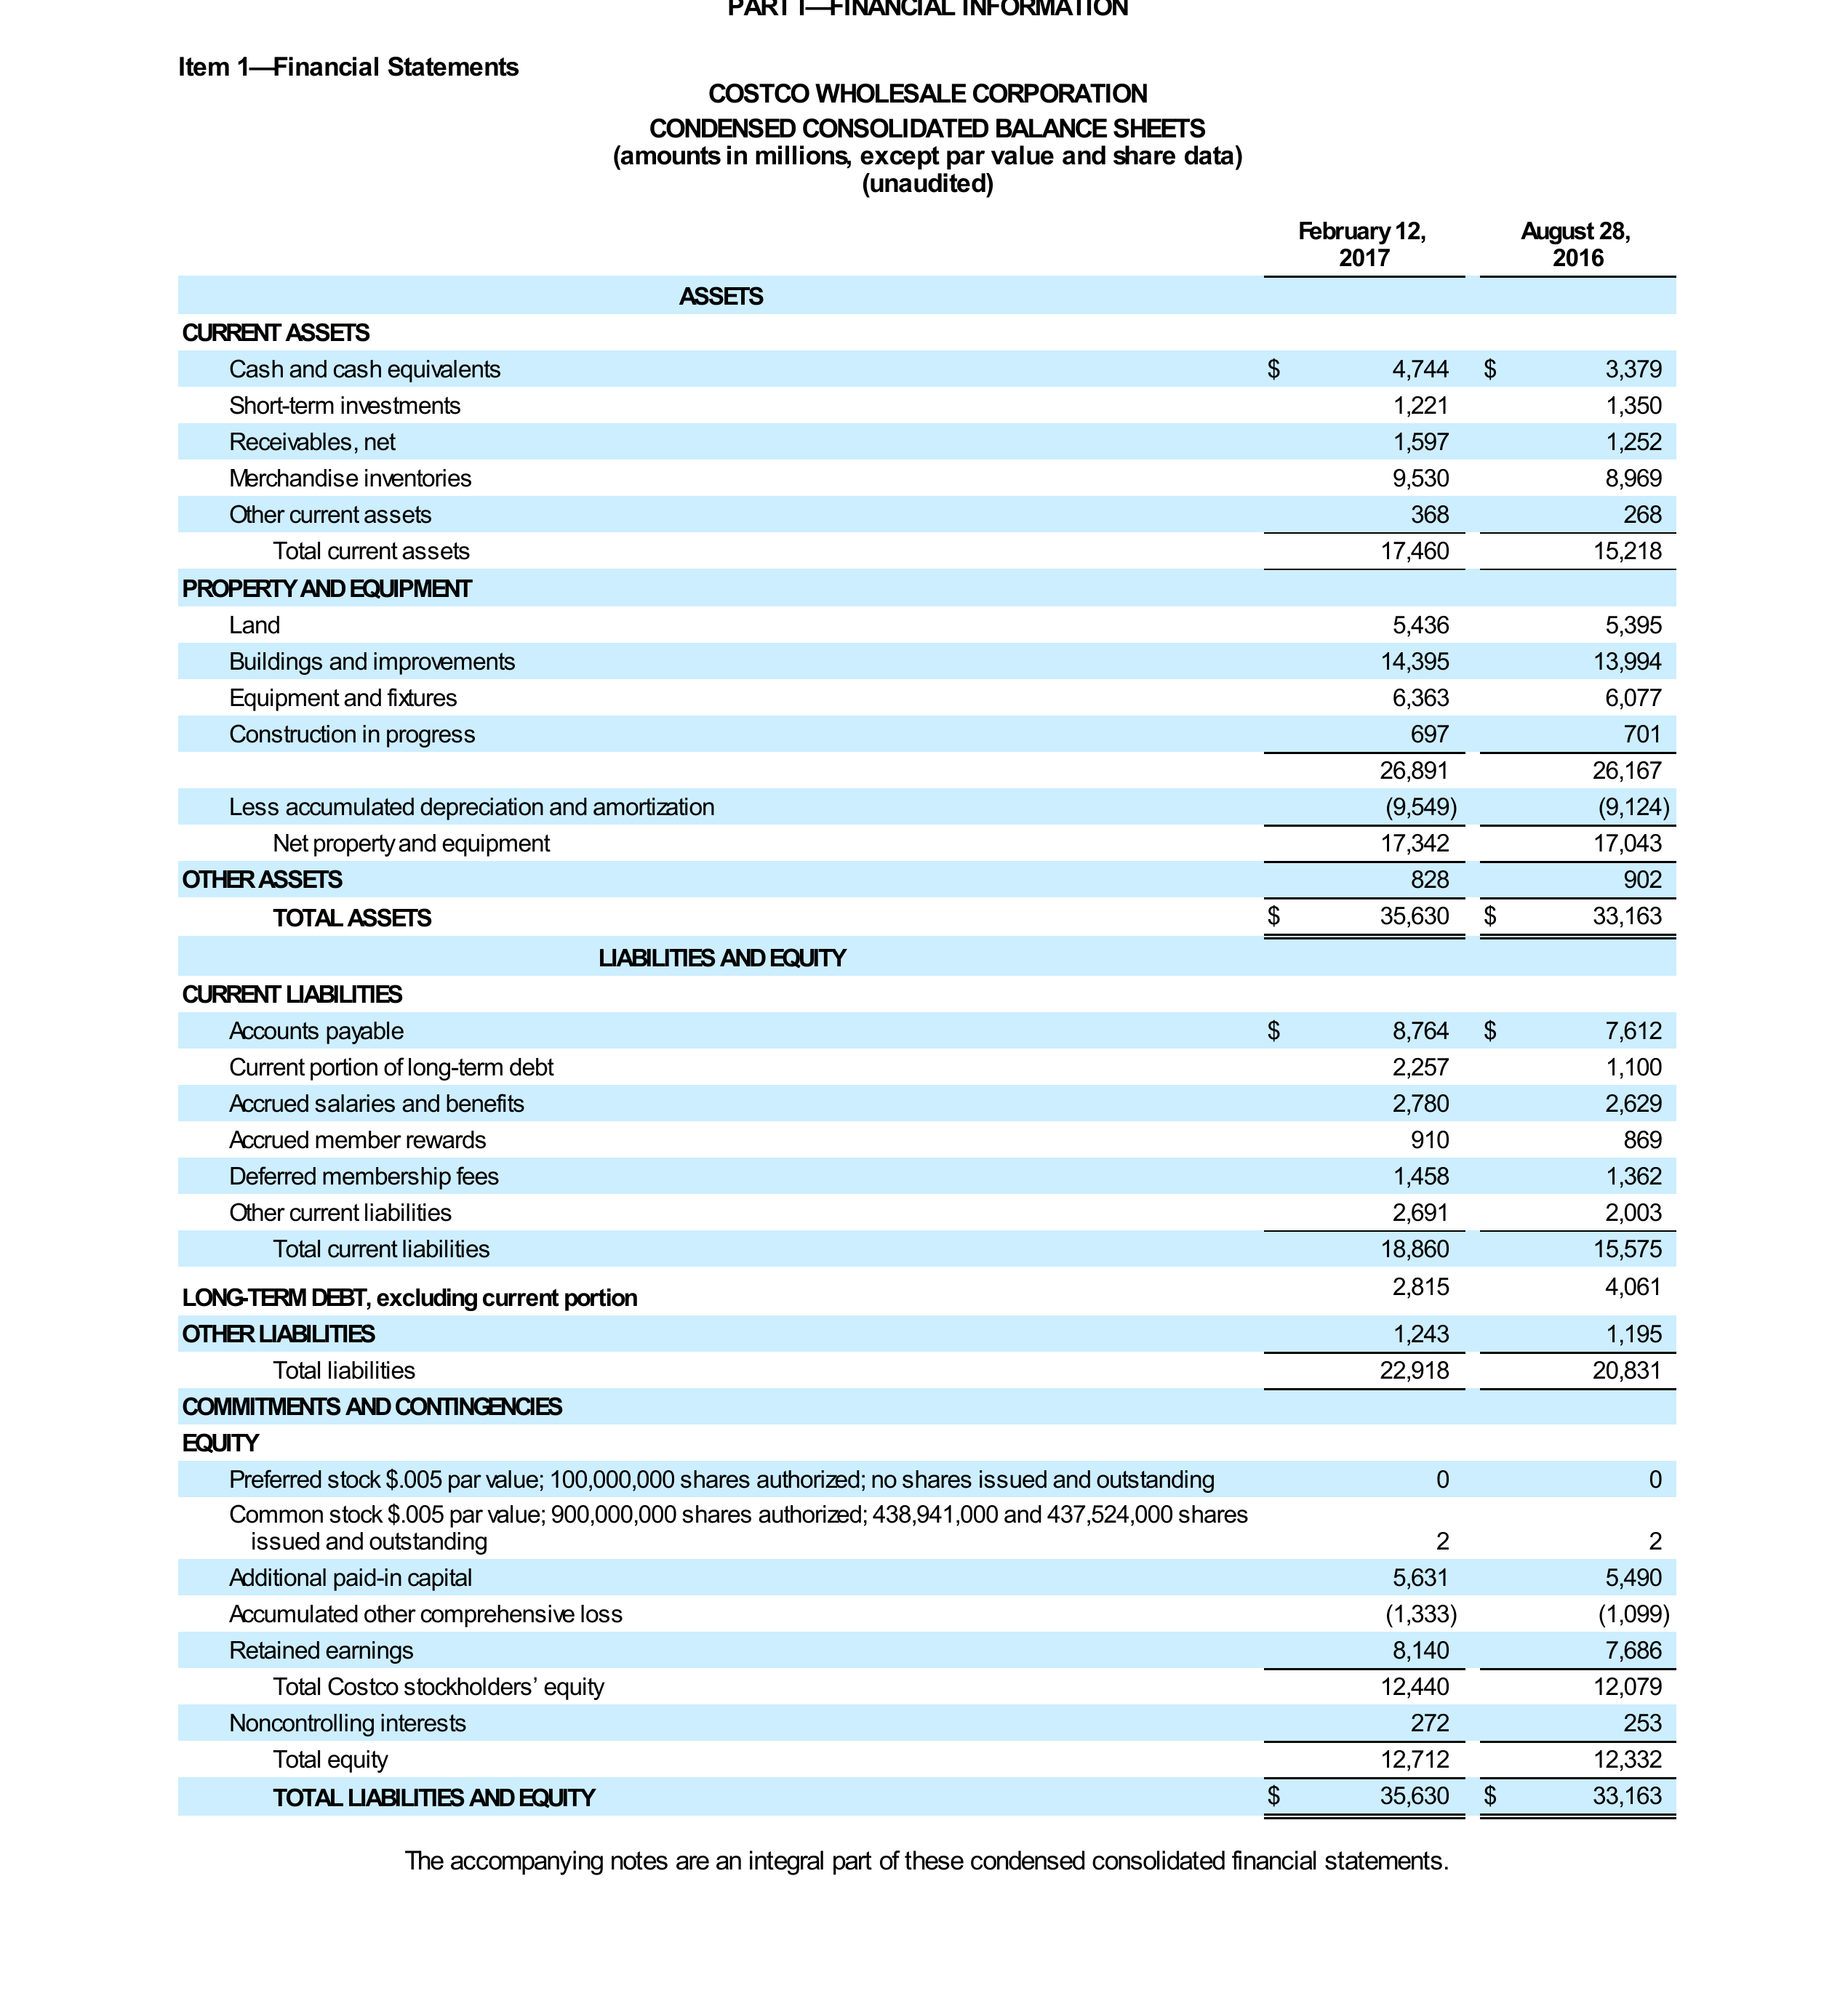 PART I—FINANCIAL INFORMATION
Item 1—Financial Statements
COSTCO WHOLESALE CORPORATION
CONDENSED CONSOLIDATED BALANCE SHEETS
(amounts in millions, except par value and share data)
(unaudited)
February 12, 2017 August 28, 2016
ASSETS
CURRENT ASSETS
Cash and cash equivalents $ 4,744 $ 3,379
Short-term investments 1,221 1,350
Receivables, net 1,597 1,252
Merchandise inventories 9,530 8,969
Other current assets 368 268
Total current assets 17,460 15,218
PROPERTY AND EQUIPMENT
Land 5,436 5,395
Buildings and improvements 14,395 13,994
Equipment and fixtures 6,363 6,077
Construction in progress 697 701
26,891 26,167
Less accumulated depreciation and amortization (9,549) (9,124)
Net property and equipment 17,342 17,043
OTHER ASSETS 828 902
TOTAL ASSETS $ 35,630 $ 33,163
LIABILITIES AND EQUITY
CURRENT LIABILITIES
Accounts payable $ 8,764 $ 7,612
Current portion of long-term debt 2,257 1,100
Accrued salaries and benefits 2,780 2,629
Accrued member rewards 910 869
Deferred membership fees 1,458 1,362
Other current liabilities 2,691 2,003
Total current liabilities 18,860 15,575
LONG-TERM DEBT, excluding current portion 2,815 4,061
OTHER LIABILITIES 1,243 1,195
Total liabilities 22,918 20,831
COMMITMENTS AND CONTINGENCIES
EQUITY
Preferred stock $.005 par value; 100,000,000 shares authorized; no shares issued and outstanding 0 0
Common stock $.005 par value; 900,000,000 shares authorized; 438,941,000 and 437,524,000 shares
issued and outstanding 2 2
Additional paid-in capital 5,631 5,490
Accumulated other comprehensive loss (1,333) (1,099)
Retained earnings 8,140 7,686
Total Costco stockholders’ equity 12,440 12,079
Noncontrolling interests 272 253
Total equity 12,712 12,332
TOTAL LIABILITIES AND EQUITY $ 35,630 $ 33,163
The accompanying notes are an integral part of these condensed consolidated financial statements.